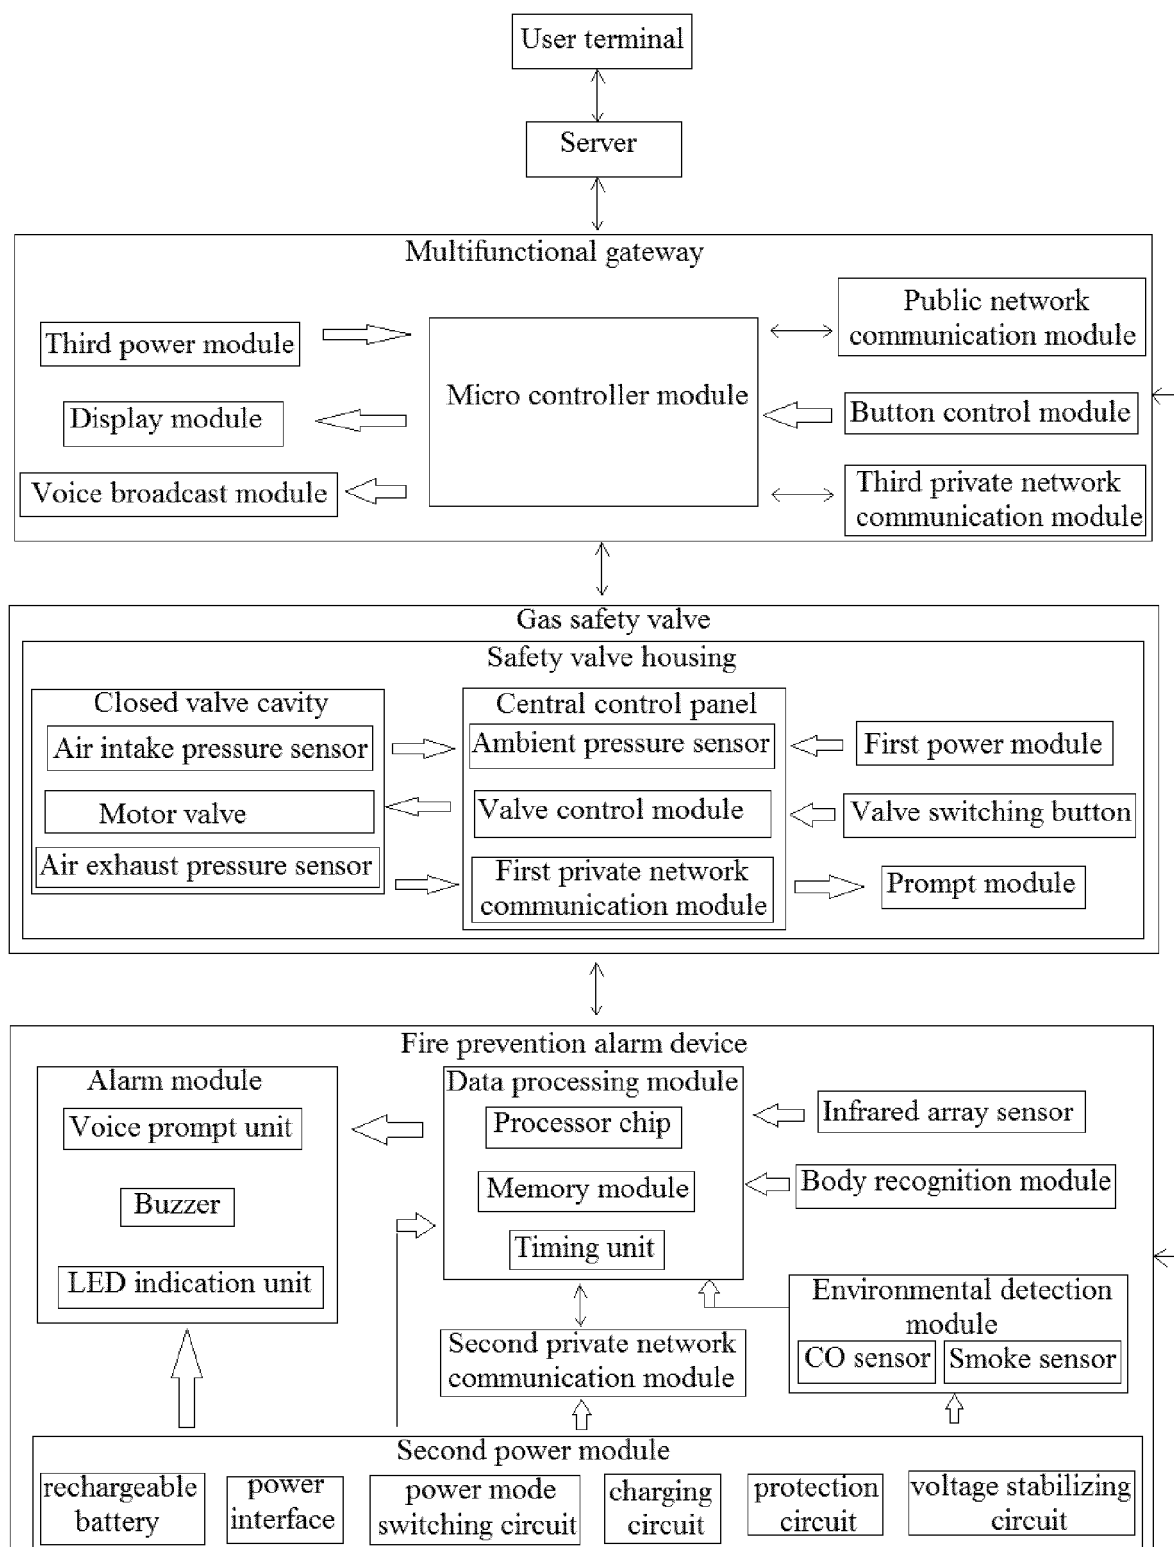 User terminal
Server
Multifunctional gateway
Third power module
Display module
Voice broadcast module
Micro controller module
Public network
communication module
Button control module
Third private network
communication module
Gas safety valve
Safety valve housing
Closed valve cavity
Air intake pressure sensor
Motor valve
Air exhaust pressure sensor
Central control panel
Ambient pressure sensor
Valve control module
First private network
communication module
First power module
Valve switching button
Prompt module
Fire prevention alarm device
Alarm module
Voice prompt unit
Buzzer
LED indication unit
Data processing module
Processor chip
Memory module
Timing unit
Infrared array sensor
Body recognition module
Environmental detection
module
CO sensor
Smoke sensor
Second private network
communication module
Second power module
rechargeable
battery
power
interface
power mode
switching circuit
charging
circuit
protection
circuit
voltage stabilizing
circuit